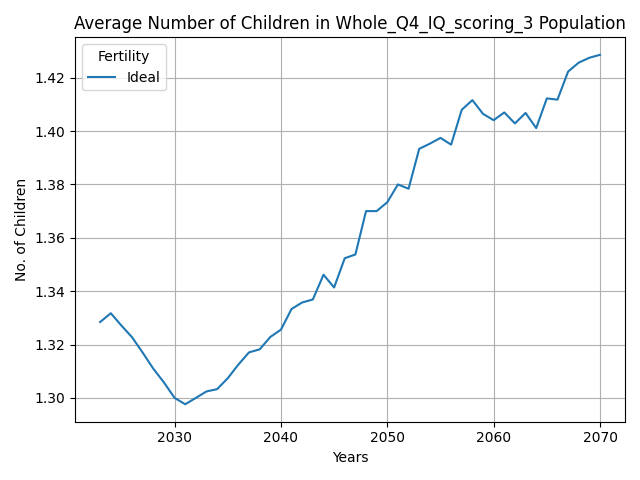 Average Number of Children in Whole_Q4_IQ_scoring_3 Population
Fertility
Ideal
No. of Children
1.42
1.40
1.38
1.36
1.34
1.32
1.30
2030 2040 2050 2060 2070
Years